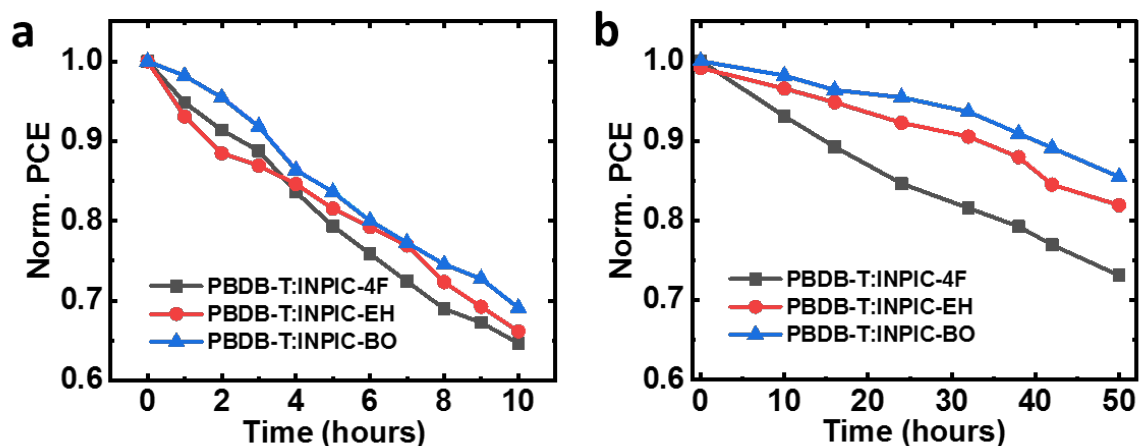 a
1.0
0.9
0.8
0.7
0.6
Norm. PCE
PBDB-T:INPIC-4F
PBDB-T:INPIC-EH
PBDB-T:INPIC-BO
0 2 4 6 8 10
Time (hours)
b
1.0
0.9
0.8
0.7
0.6
Norm. PCE
PBDB-T:INPIC-4F
PBDB-T:INPIC-EH
PBDB-T:INPIC-BO
0 10 20 30 40 50
Time (hours)